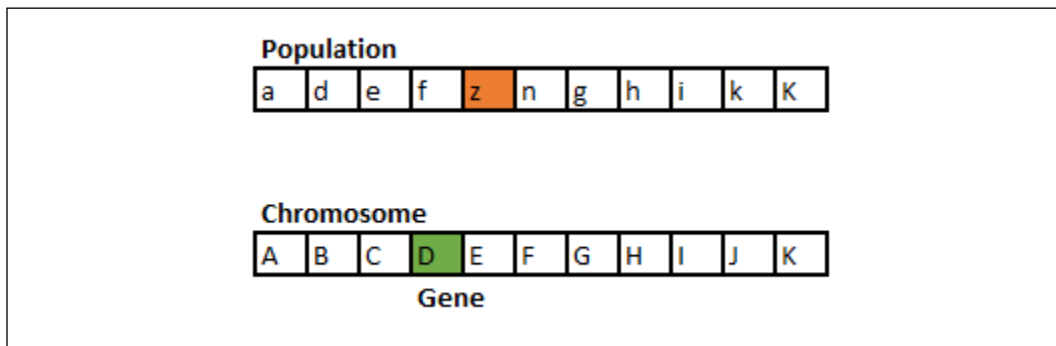 Population
a d e f z n g h i k K
Chromosome
A B C D E F G H I J K
Gene